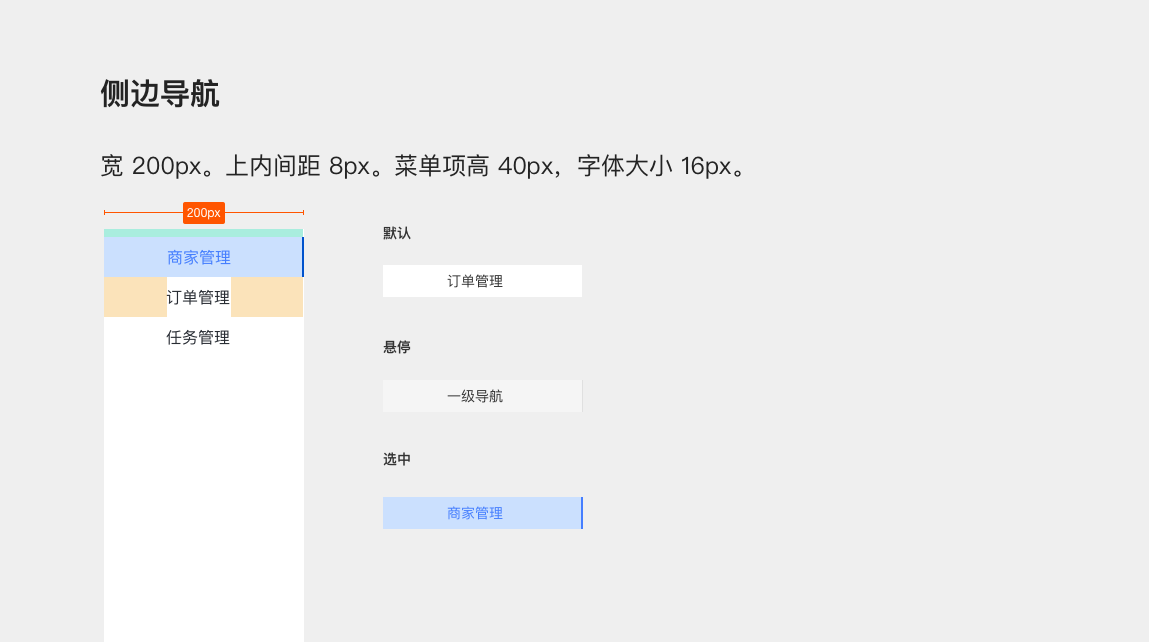 侧边导航
宽 200px。上内间距 8px。菜单项高 40px，字体大小 16px。
200px
商家管理
订单管理
任务管理
默认
订单管理
悬停
一级导航
选中
商家管理